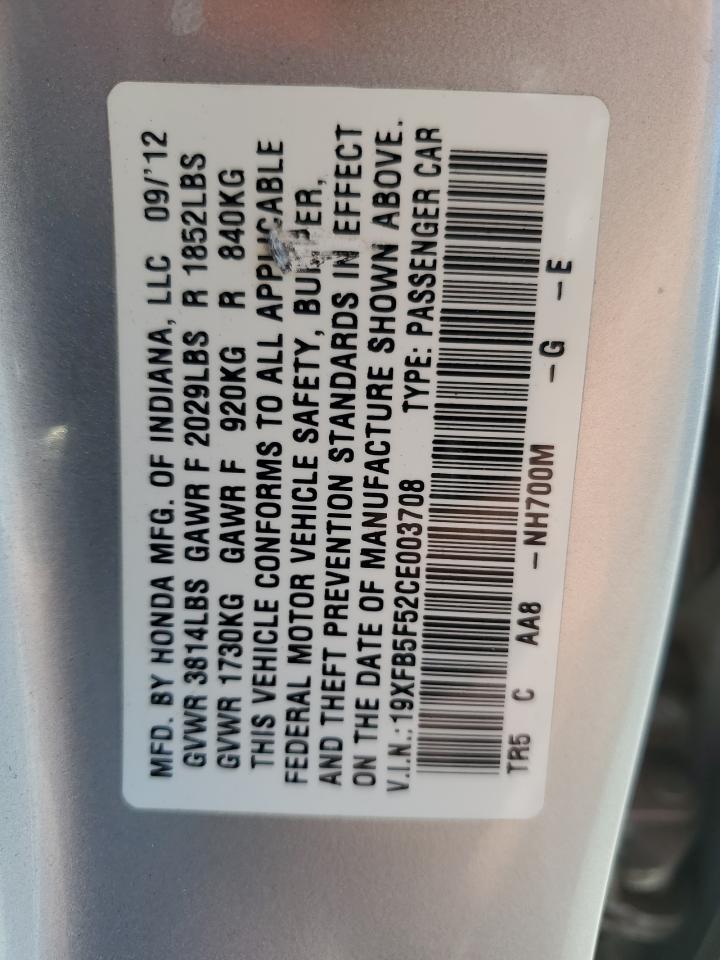 MFD. BY HONDA MFG. OF INDIANA, LLC 09/'12
GVWR 3814LBS GAWR F 2029LBS R 1852LBS
GVWR 1730KG GAWR F 920KG R 840KG
THIS VEHICLE CONFORMS TO ALL APPLICABLE
FEDERAL MOTOR VEHICLE SAFETY, BUMPER,
AND THEFT PREVENTION STANDARDS IN EFFECT
ON THE DATE OF MANUFACTURE SHOWN ABOVE.
V.I.N.:19XFB5F52CE003708 TYPE: PASSENGER CAR
TR5 C AA8 -NH700M -G -E